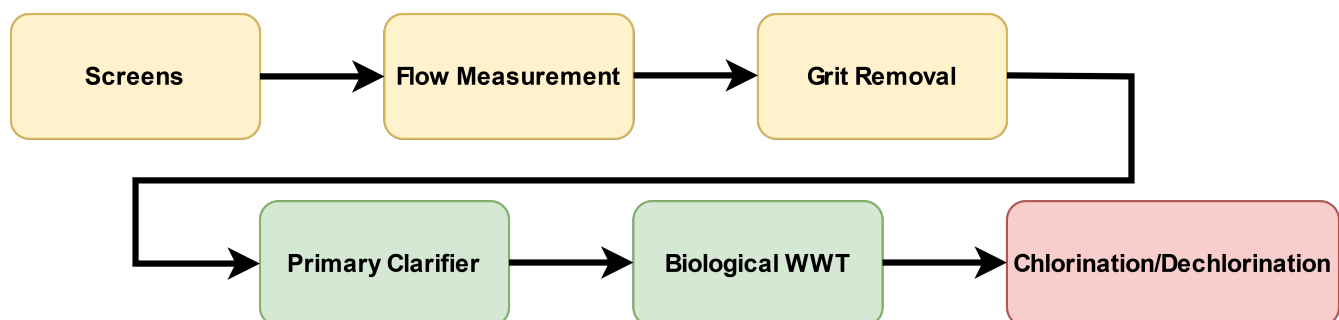 Screens
Flow Measurement
Grit Removal
Primary Clarifier
Biological WWT
Chlorination/Dechlorination